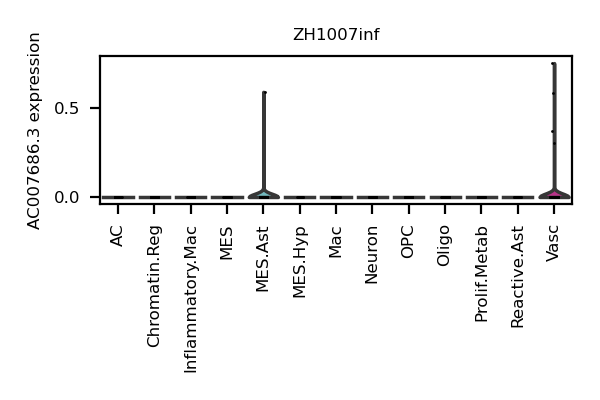 ZH1007inf
AC007686.3 expression
0.5
0.0
AC
Chromatin.Reg
Inflammatory.Mac
MES
MES.Ast
MES.Hyp
Mac
Neuron
OPC
Oligo
Prolif.Metab
Reactive.Ast
Vasc